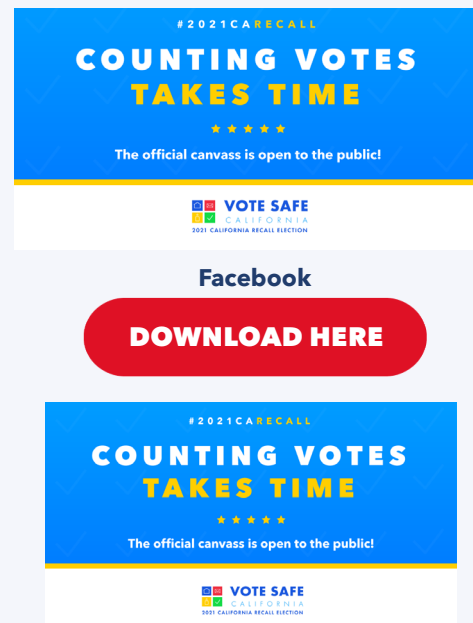 #2021CARECALL
COUNTING VOTES
TAKES TIME
The official canvass is open to the public!
VOTE SAFE
CALIFORNIA
2021 CALIFORNIA RECALL ELECTION
Facebook
DOWNLOAD HERE
#2021CARECALL
COUNTING VOTES
TAKES TIME
The official canvass is open to the public!
VOTE SAFE
CALIFORNIA
2021 CALIFORNIA RECALL ELECTION